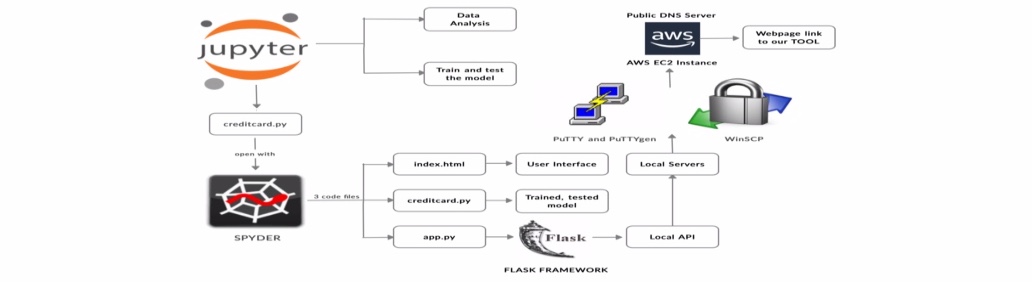 jupyter
Data
Analysis
Train and test
the model
creditcard.py
open with
SPYDER
3 code files
index.html
User Interface
creditcard.py
Trained, tested
model
app.py
Flask
FLASK FRAMEWORK
Local API
Local Servers
PuTTY and PuTTYgen
WinSCP
Public DNS Server
aws
AWS EC2 Instance
Webpage link
to our TOOL